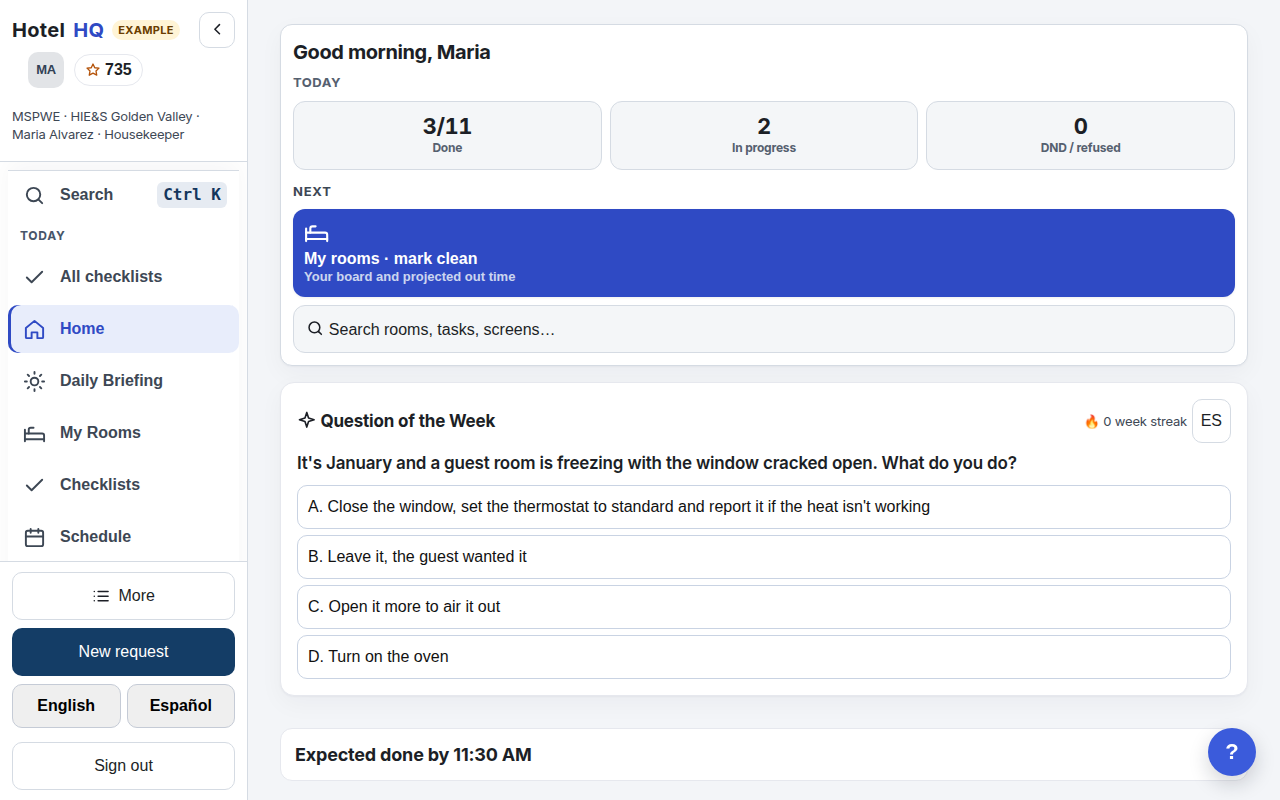 Hotel HQ EXAMPLE
MA 735
MSPWE · HIE&S Golden Valley ·
Maria Alvarez · Housekeeper
Search Ctrl K
TODAY
All checklists
Home
Daily Briefing
My Rooms
Checklists
Schedule
More
New request
English Español
Sign out
Good morning, Maria
TODAY
3/11
Done
2
In progress
0
DND / refused
NEXT
My rooms · mark clean
Your board and projected out time
Search rooms, tasks, screens…
Question of the Week
🔥 0 week streak ES
It's January and a guest room is freezing with the window cracked open. What do you do?
A. Close the window, set the thermostat to standard and report it if the heat isn't working
B. Leave it, the guest wanted it
C. Open it more to air it out
D. Turn on the oven
Expected done by 11:30 AM
?